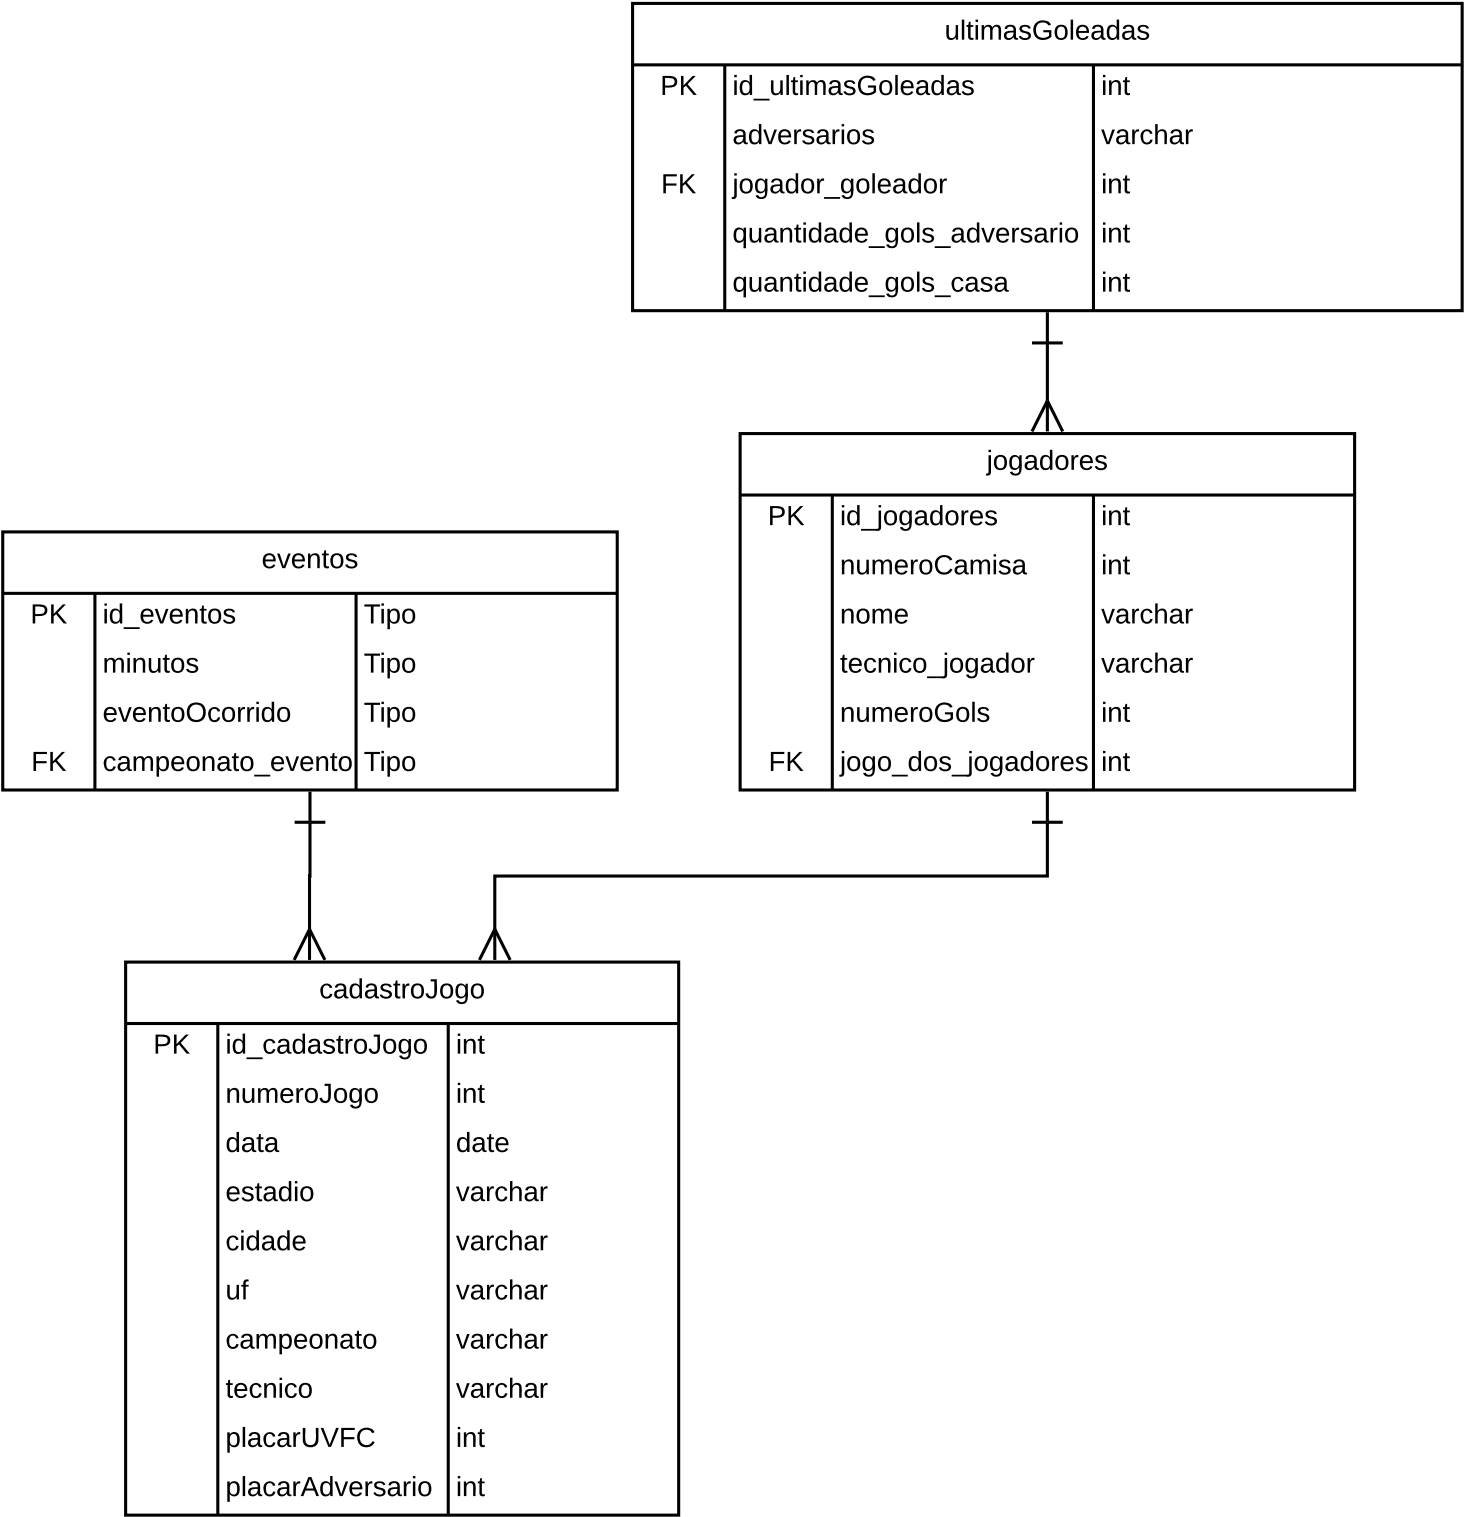 ultimasGoleadas
PK id_ultimasGoleadas int
adversarios varchar
FK jogador_goleador int
quantidade_gols_adversario int
quantidade_gols_casa int
jogadores
PK id_jogadores int
numeroCamisa int
nome varchar
tecnico_jogador varchar
numeroGols int
FK jogo_dos_jogadores int
eventos
PK id_eventos Tipo
minutos Tipo
eventoOcorrido Tipo
FK campeonato_evento Tipo
cadastroJogo
PK id_cadastroJogo int
numeroJogo int
data date
estadio varchar
cidade varchar
uf varchar
campeonato varchar
tecnico varchar
placarUVFC int
placarAdversario int